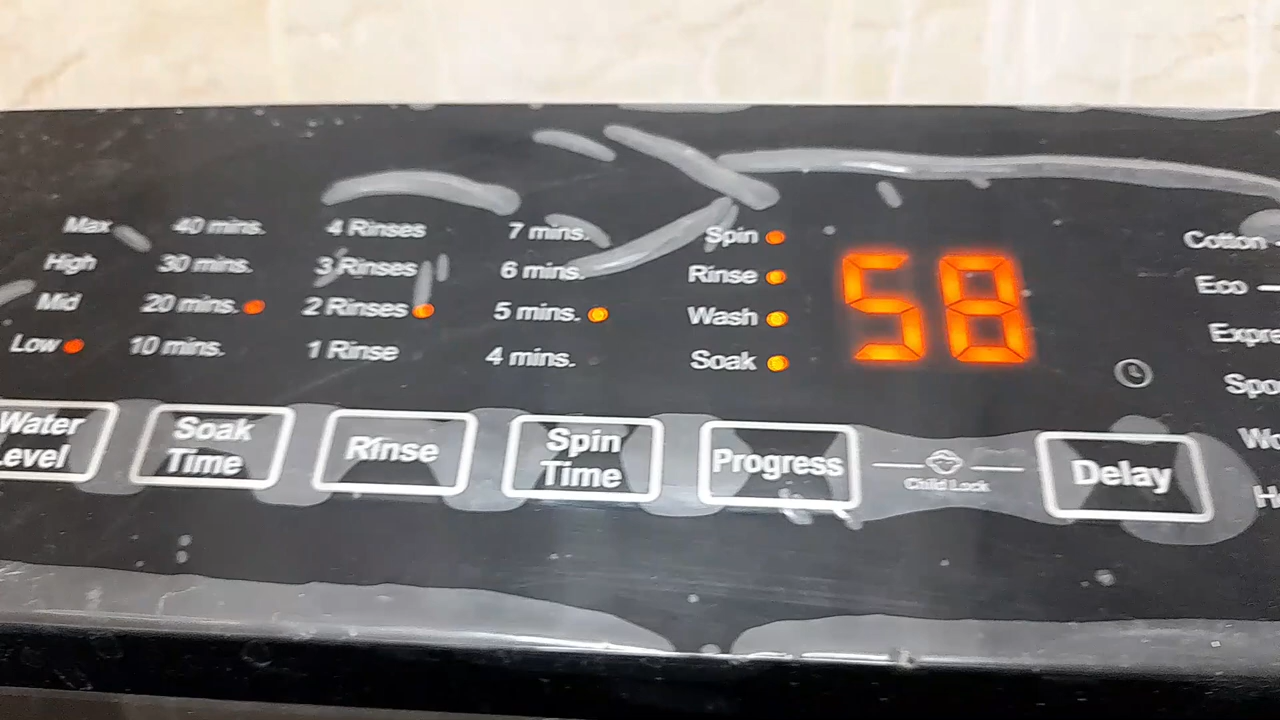 Max 40 mins. 4 Rinses 7 mins. Spin
High 30 mins. 3 Rinses 6 mins. Rinse
Mid 20 mins. 2 Rinses 5 mins. Wash
Low 10 mins. 1 Rinse 4 mins. Soak
58
Cotton
Eco
Expre
Spo
Wo
H
Water
Level
Soak
Time
Rinse
Spin
Time
Progress
Child Lock
Delay